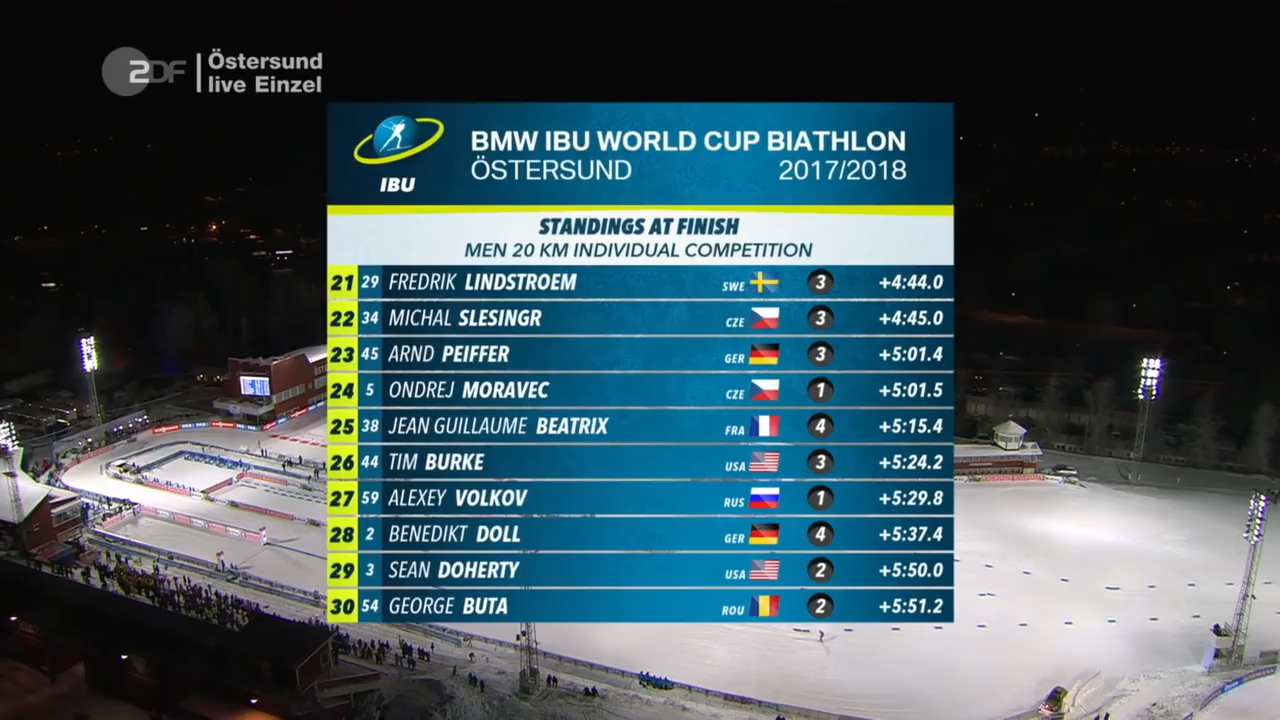 2DF | Östersund
live Einzel
BMW IBU WORLD CUP BIATHLON
ÖSTERSUND 2017/2018
IBU
STANDINGS AT FINISH
MEN 20 KM INDIVIDUAL COMPETITION
21 29 FREDRIK LINDSTROEM SWE 3 +4:44.0
22 34 MICHAL SLESINGR CZE 3 +4:45.0
23 45 ARND PEIFFER GER 3 +5:01.4
24 5 ONDREJ MORAVEC CZE 1 +5:01.5
25 38 JEAN GUILLAUME BEATRIX FRA 4 +5:15.4
26 44 TIM BURKE USA 3 +5:24.2
27 59 ALEXEY VOLKOV RUS 1 +5:29.8
28 2 BENEDIKT DOLL GER 4 +5:37.4
29 3 SEAN DOHERTY USA 2 +5:50.0
30 54 GEORGE BUTA ROU 2 +5:51.2